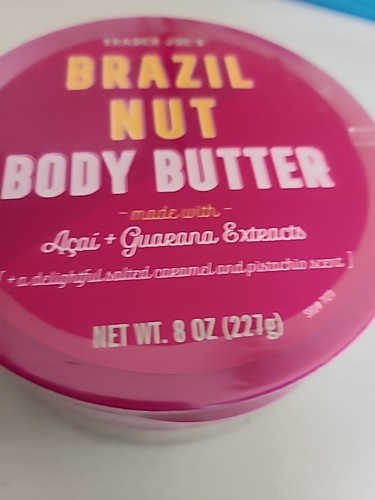 TRADER JOE'S
BRAZIL
NUT
BODY BUTTER
- made with -
Açaí + Guarana Extracts
[ + a delightful salted caramel and pistachio scent ]
NET WT. 8 OZ (227g)